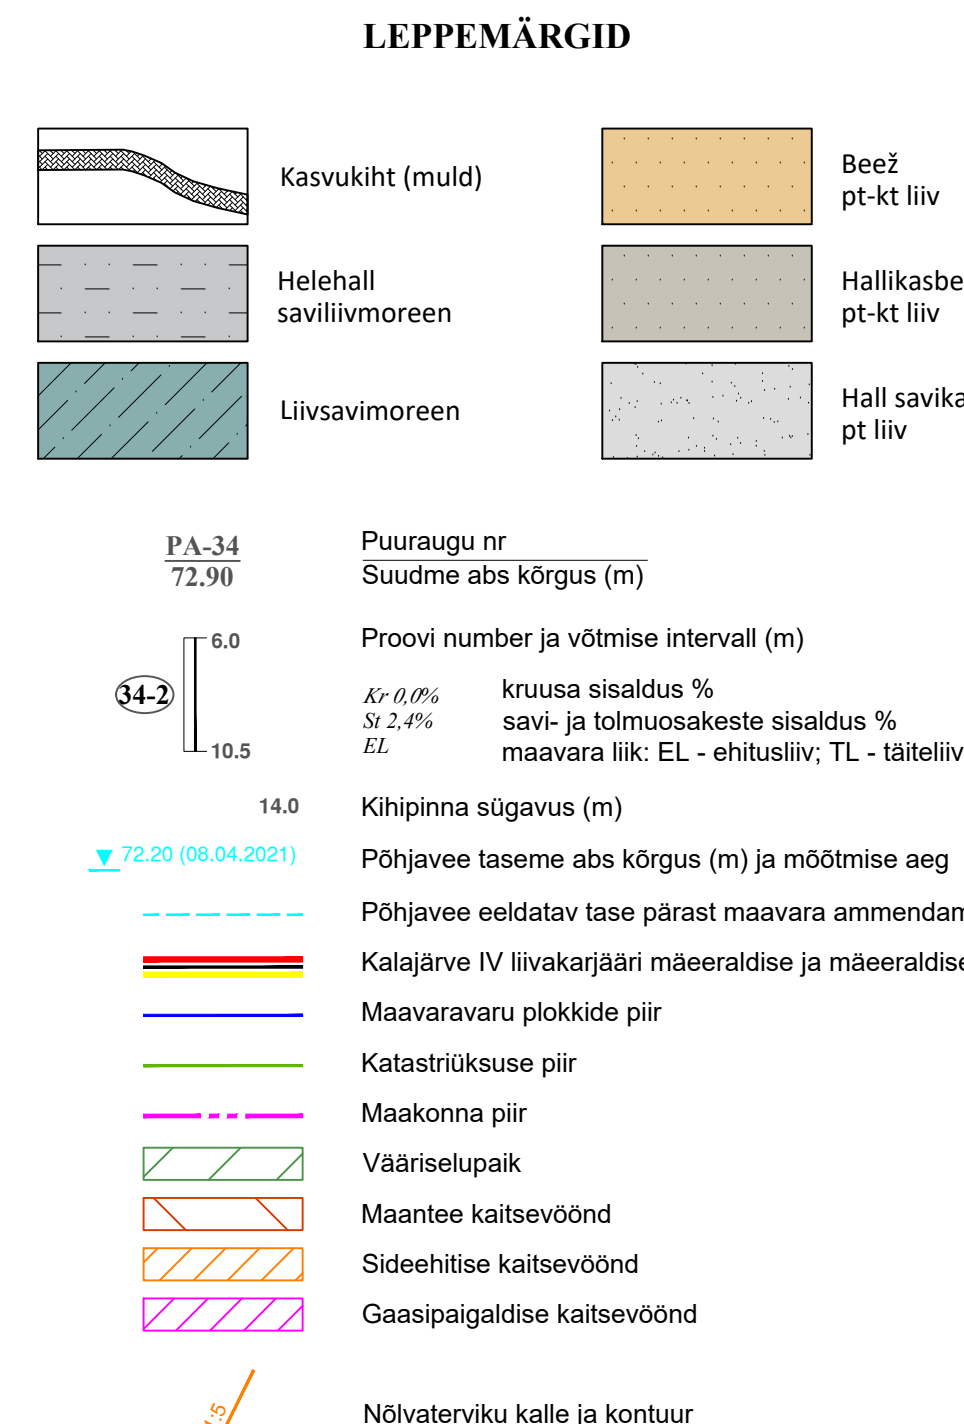 LEPPEMÄRGID
Kasvukiht (muld)
Helehall
saviliivmoreen
Liivsavimoreen
Beež
pt-kt liiv
Hallikasbe
pt-kt liiv
Hall savika
pt liiv
PA-34
72.90
Puuraugu nr
Suudme abs kõrgus (m)
34-2
6.0
10.5
Proovi number ja võtmise intervall (m)
Kr 0,0% kruusa sisaldus %
St 2,4% savi- ja tolmuosakeste sisaldus %
EL maavara liik: EL - ehitusliiv; TL - täiteliiv
14.0 Kihipinna sügavus (m)
72.20 (08.04.2021) Põhjavee taseme abs kõrgus (m) ja mõõtmise aeg
Põhjavee eeldatav tase pärast maavara ammendam
Kalajärve IV liivakarjääri mäeeraldise ja mäeeraldise
Maavaravaru plokkide piir
Katastriüksuse piir
Maakonna piir
Vääriselupaik
Maantee kaitsevöönd
Sideehitise kaitsevöönd
Gaasipaigaldise kaitsevöönd
Nõlvaterviku kalle ja kontuur